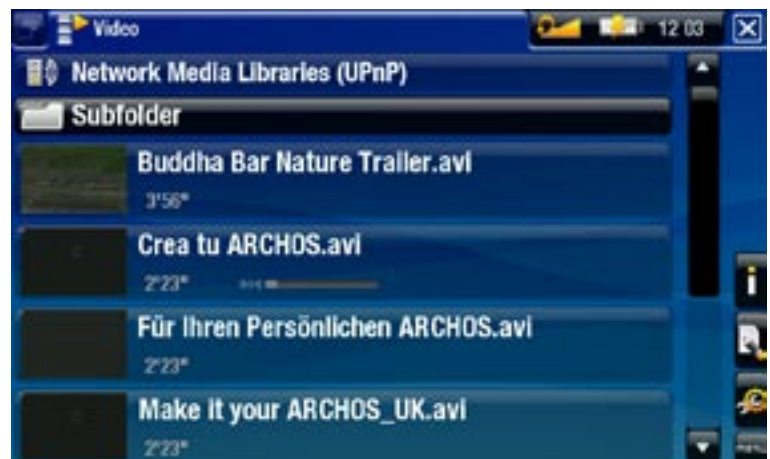 Video
12 03
Network Media Libraries (UPnP)
Subfolder
Buddha Bar Nature Trailer.avi
3'56"
Crea tu ARCHOS.avi
2'23"
Für Ihren Persönlichen ARCHOS.avi
2'23"
Make it your ARCHOS_UK.avi
2'23"